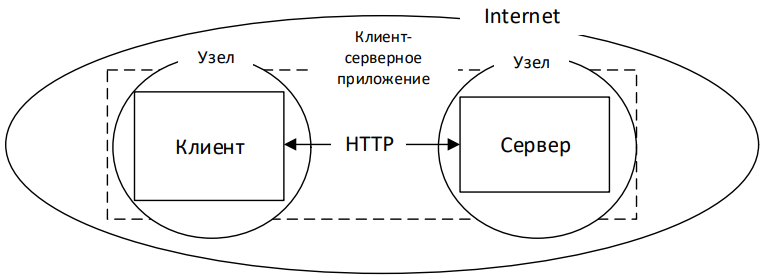 Internet
Клиент-
серверное
приложение
Узел
Узел
Клиент
HTTP
Сервер